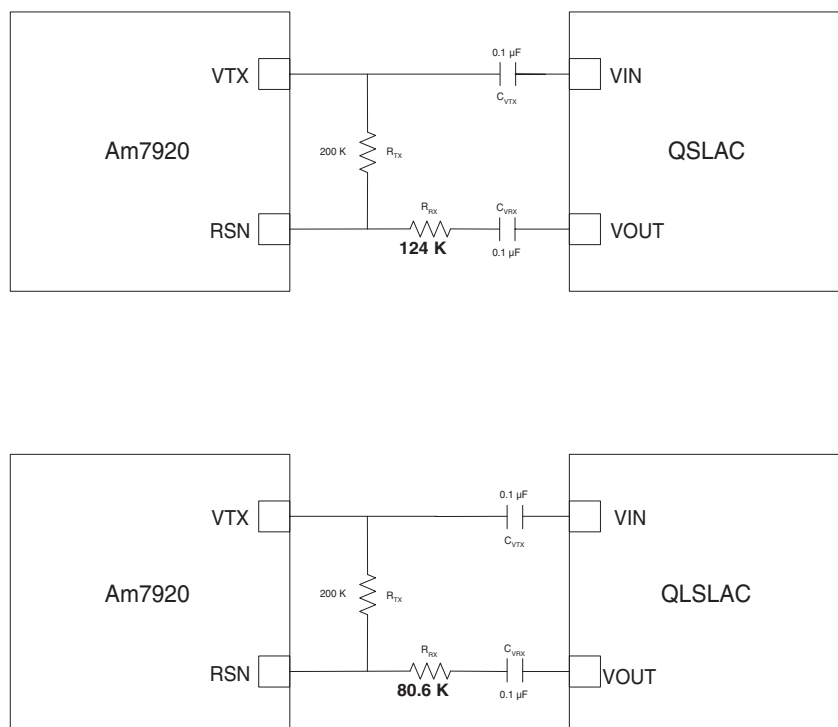 0.1 µF
VTX
VIN
C_VTX
Am7920
200 K
R_TX
QSLAC
R_RX
C_VRX
RSN
VOUT
124 K
0.1 µF
0.1 µF
VTX
VIN
C_VTX
Am7920
200 K
R_TX
QLSLAC
R_RX
C_VRX
RSN
VOUT
80.6 K
0.1 µF